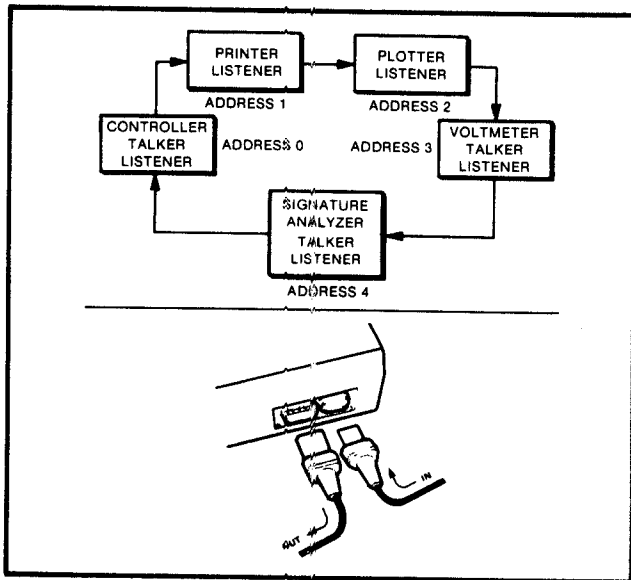 PRINTER
LISTENER
ADDRESS 1
PLOTTER
LISTENER
ADDRESS 2
CONTROLLER
TALKER
LISTENER
ADDRESS 0
ADDRESS 3
VOLTMETER
TALKER
LISTENER
SIGNATURE
ANALYZER
TALKER
LISTENER
ADDRESS 4
OUT
IN